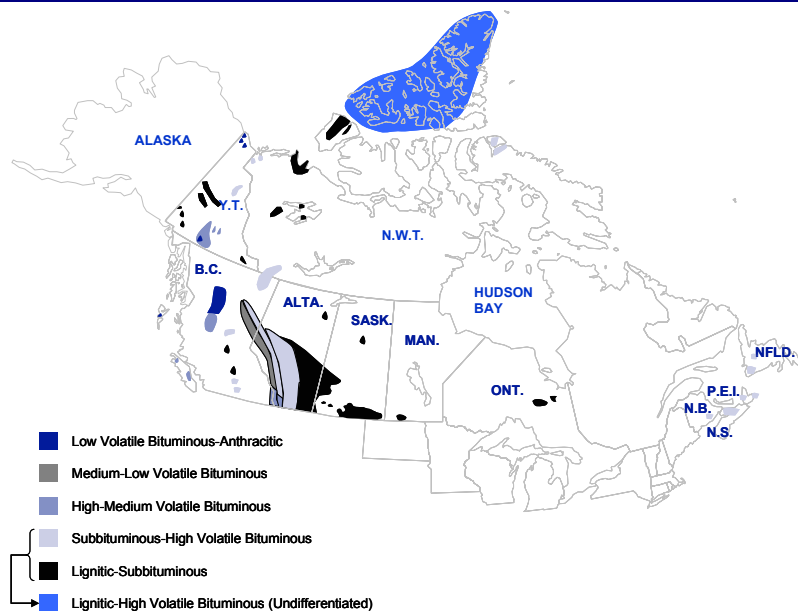 ALASKA
Y.T.
N.W.T.
B.C.
HUDSON
BAY
ALTA.
SASK.
MAN.
NFLD.
ONT.
P.E.I.
N.B.
N.S.
Low Volatile Bituminous-Anthracitic
Medium-Low Volatile Bituminous
High-Medium Volatile Bituminous
Subbituminous-High Volatile Bituminous
Lignitic-Subbituminous
Lignitic-High Volatile Bituminous (Undifferentiated)